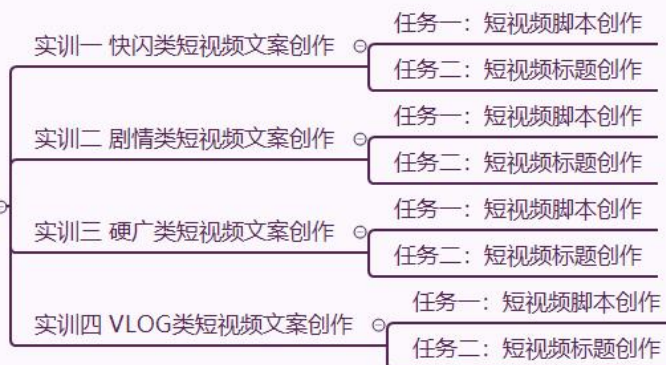 实训一 快闪类短视频文案创作
任务一：短视频脚本创作
任务二：短视频标题创作
实训二 剧情类短视频文案创作
任务一：短视频脚本创作
任务二：短视频标题创作
实训三 硬广类短视频文案创作
任务一：短视频脚本创作
任务二：短视频标题创作
实训四 VLOG类短视频文案创作
任务一：短视频脚本创作
任务二：短视频标题创作